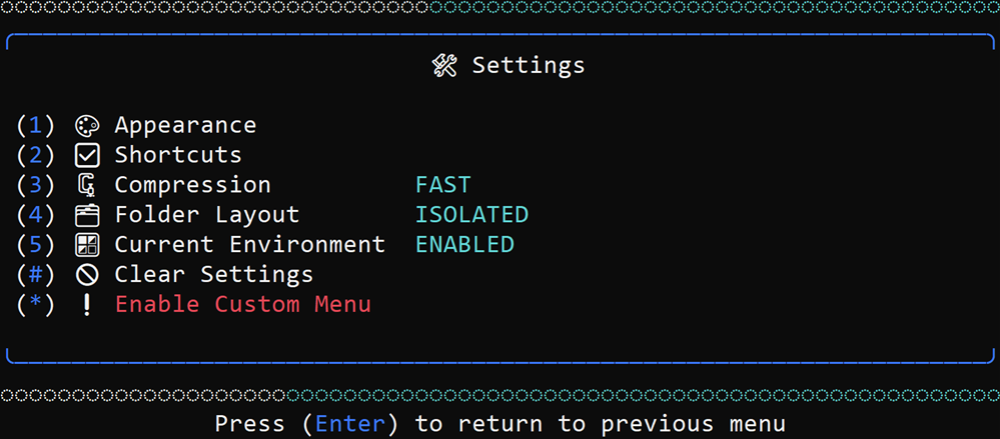 Settings
(1) Appearance
(2) Shortcuts
(3) Compression FAST
(4) Folder Layout ISOLATED
(5) Current Environment ENABLED
(#) Clear Settings
(*) ! Enable Custom Menu
Press (Enter) to return to previous menu